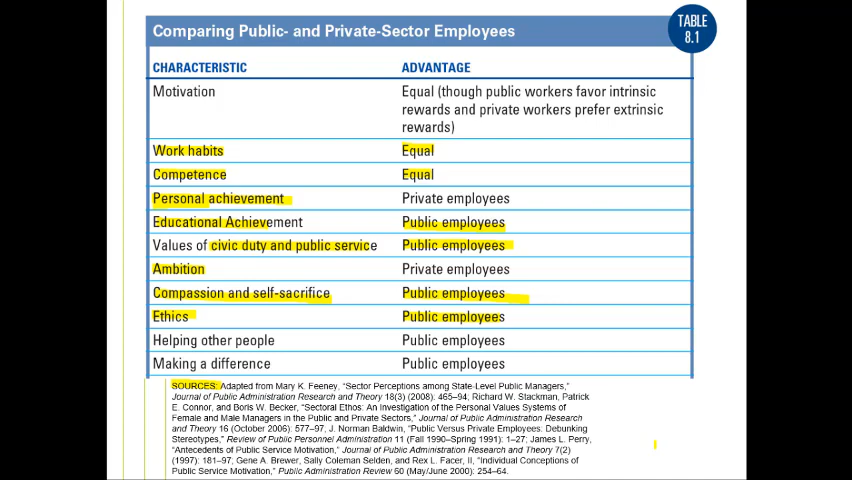 Comparing Public- and Private-Sector Employees
TABLE
8.1
CHARACTERISTIC ADVANTAGE
Motivation Equal (though public workers favor intrinsic
rewards and private workers prefer extrinsic
rewards)
Work habits Equal
Competence Equal
Personal achievement Private employees
Educational Achievement Public employees
Values of civic duty and public service Public employees
Ambition Private employees
Compassion and self-sacrifice Public employees
Ethics Public employees
Helping other people Public employees
Making a difference Public employees
SOURCES: Adapted from Mary K. Feeney, “Sector Perceptions among State-Level Public Managers,”
Journal of Public Administration Research and Theory 18(3) (2008): 465–94; Richard W. Stackman, Patrick
E. Connor, and Boris W. Becker, “Sectoral Ethos: An Investigation of the Personal Values Systems of
Female and Male Managers in the Public and Private Sectors,” Journal of Public Administration Research
and Theory 16 (October 2006): 577–97; J. Norman Baldwin, “Public Versus Private Employees: Debunking
Stereotypes,” Review of Public Personnel Administration 11 (Fall 1990–Spring 1991): 1–27; James L. Perry,
“Antecedents of Public Service Motivation,” Journal of Public Administration Research and Theory 7(2)
(1997): 181–97; Gene A. Brewer, Sally Coleman Selden, and Rex L. Facer, II, “Individual Conceptions of
Public Service Motivation,” Public Administration Review 60 (May/June 2000): 254–64.